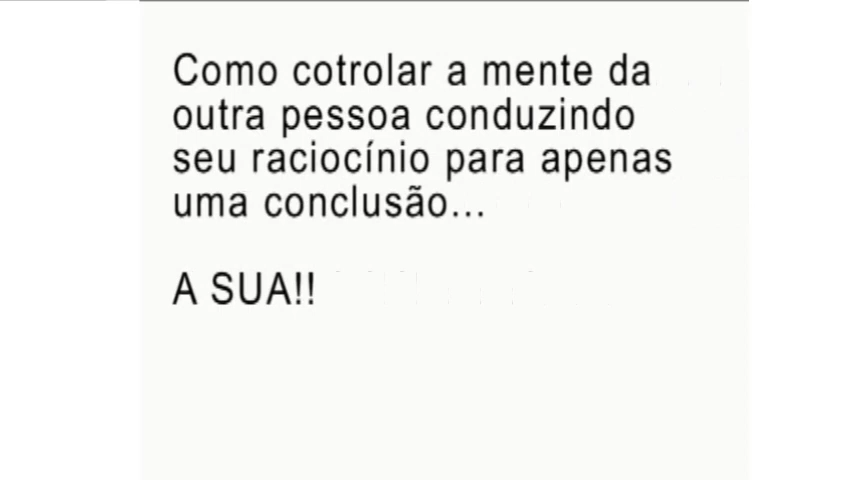 Como cotrolar a mente da
outra pessoa conduzindo
seu raciocínio para apenas
uma conclusão...
A SUA!!